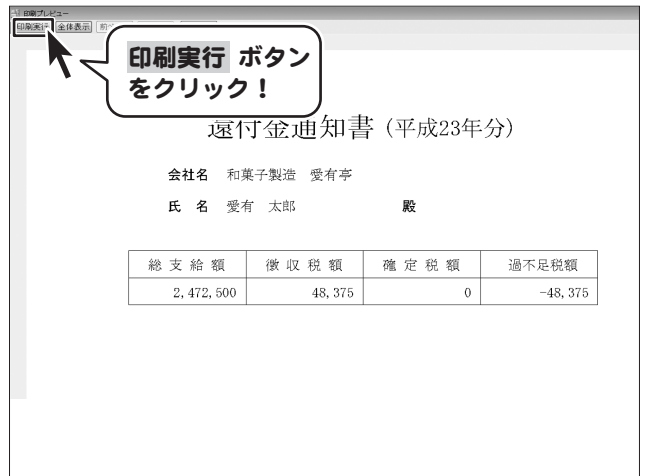 印刷プレビュー
印刷実行 全体表示
印刷実行 ボタン
をクリック！
還付金通知書（平成23年分）
会社名 和菓子製造 愛有亭
氏 名 愛有 太郎 殿
総支給額 徴収税額 確定税額 過不足税額
2,472,500 48,375 0 -48,375